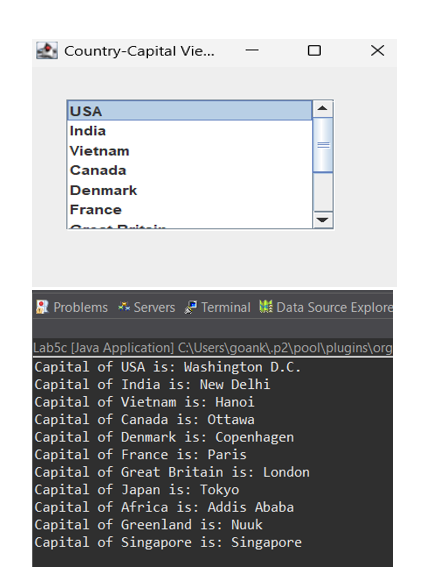 Country-Capital Vie...
USA
India
Vietnam
Canada
Denmark
France
Great Britain
Problems Servers Terminal Data Source Explore
Lab5c [Java Application] C:\Users\goank\.p2\pool\plugins\org
Capital of USA is: Washington D.C.
Capital of India is: New Delhi
Capital of Vietnam is: Hanoi
Capital of Canada is: Ottawa
Capital of Denmark is: Copenhagen
Capital of France is: Paris
Capital of Great Britain is: London
Capital of Japan is: Tokyo
Capital of Africa is: Addis Ababa
Capital of Greenland is: Nuuk
Capital of Singapore is: Singapore